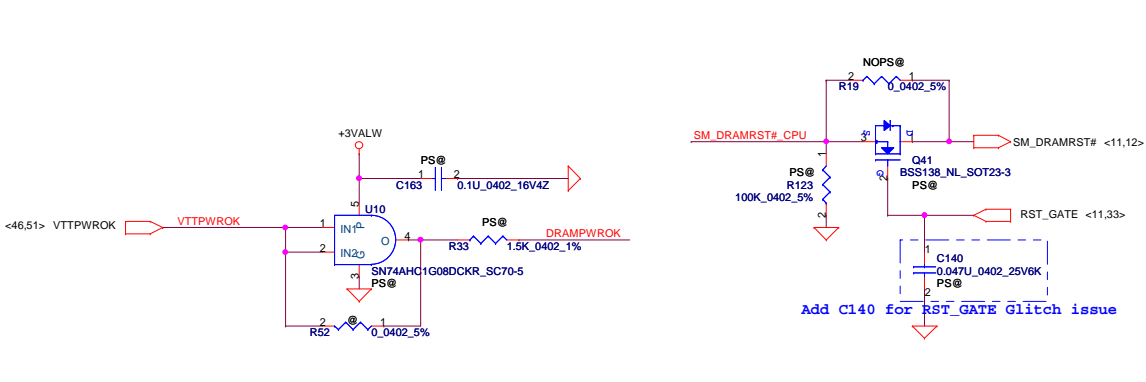 NOPS@
2
1
R19
0_0402_5%
+3VALW
SM_DRAMRST#_CPU
3
S
D
1
SM_DRAMRST# <11,12>
PS@
1
2
C163
0.1U_0402_16V4Z
1
PS@
R123
100K_0402_5%
2
Q41
BSS138_NL_SOT23-3
PS@
G
2
5
U10
<46,51> VTTPWROK
VTTPWROK
1
IN1
P
2
IN2
G
O
4
3
PS@
R33
1.5K_0402_1%
DRAMPWROK
SN74AHC1G08DCKR_SC70-5
PS@
RST_GATE <11,33>
1
C140
0.047U_0402_25V6K
PS@
2
Add C140 for RST_GATE Glitch issue
2
@
1
R52
0_0402_5%